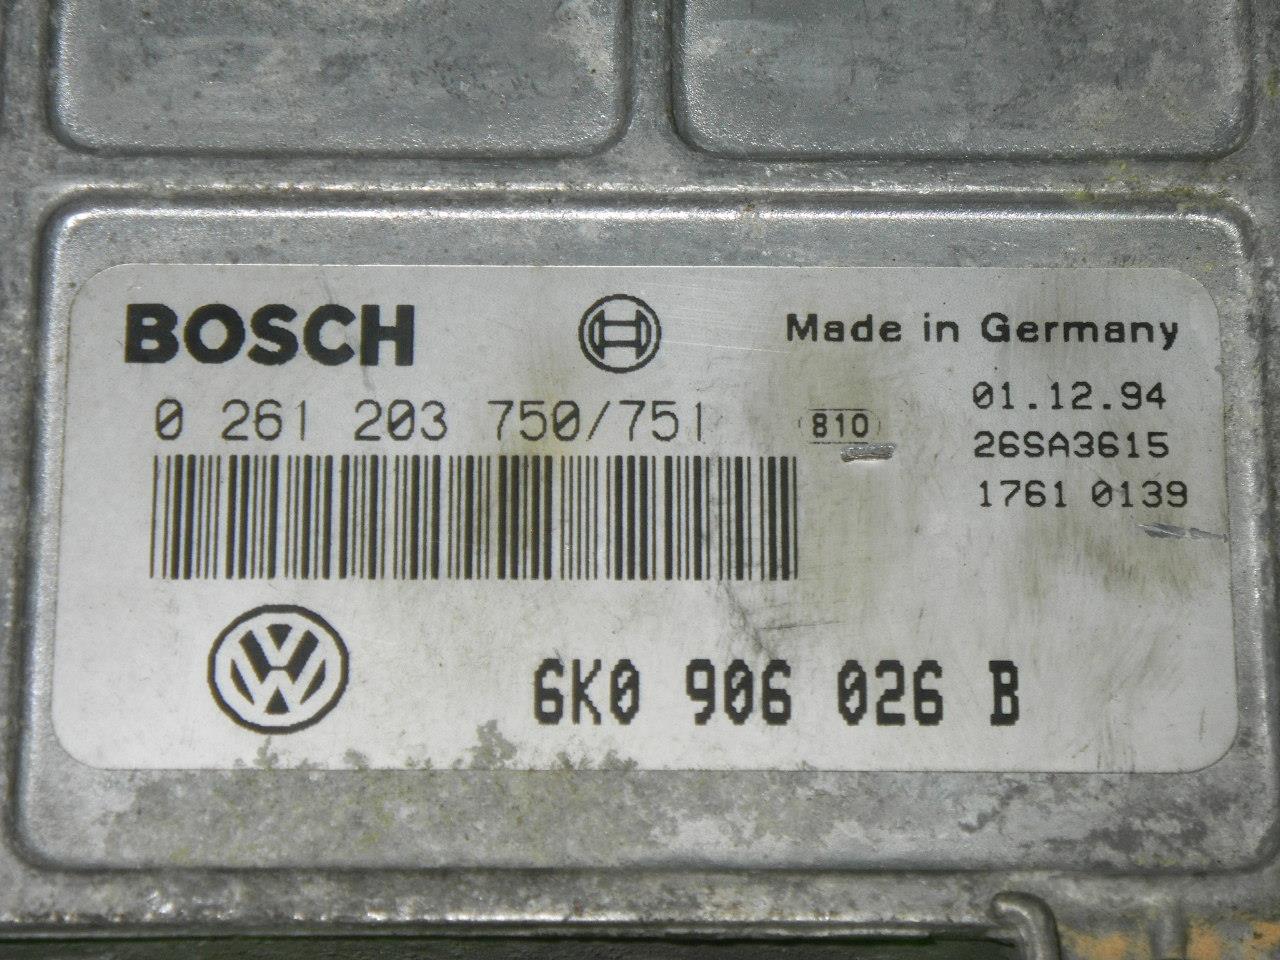 BOSCH
Made in Germany
0 261 203 750/751
810
01.12.94
26SA3615
1761 0139
VW
6K0 906 026 B